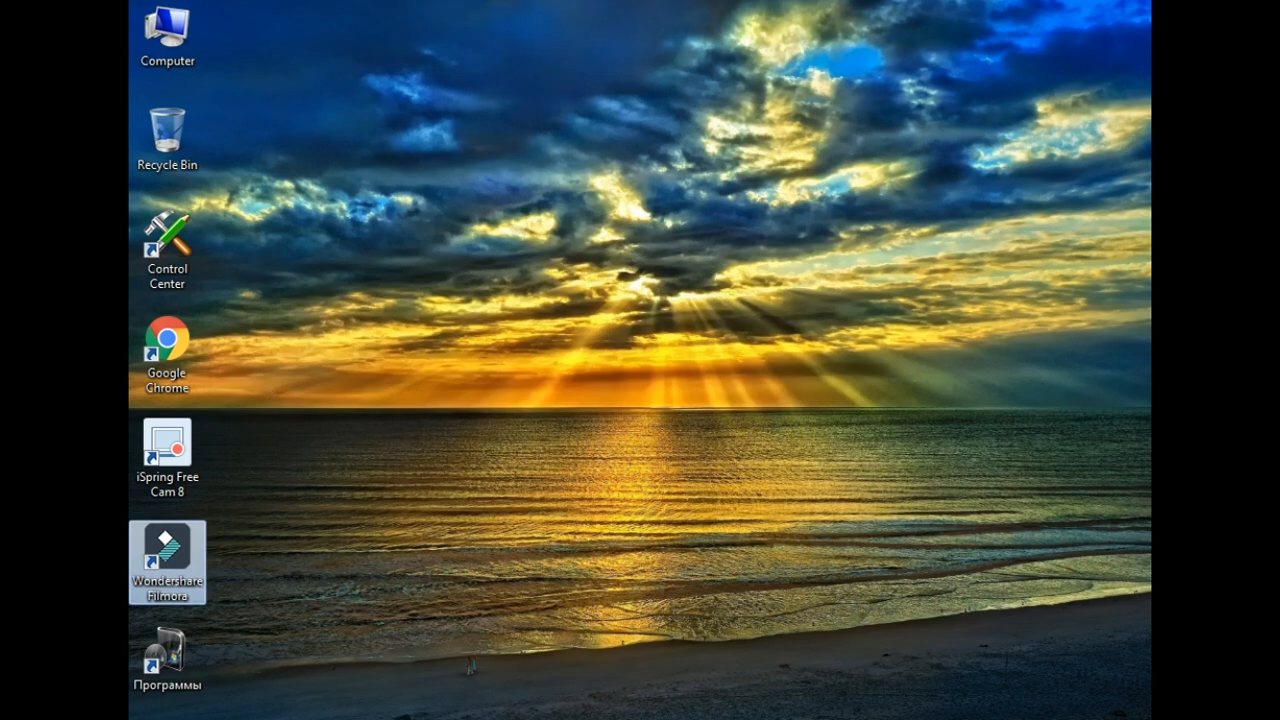 Computer
Recycle Bin
Control
Center
Google
Chrome
iSpring Free
Cam 8
Wondershare
Filmora
Программы